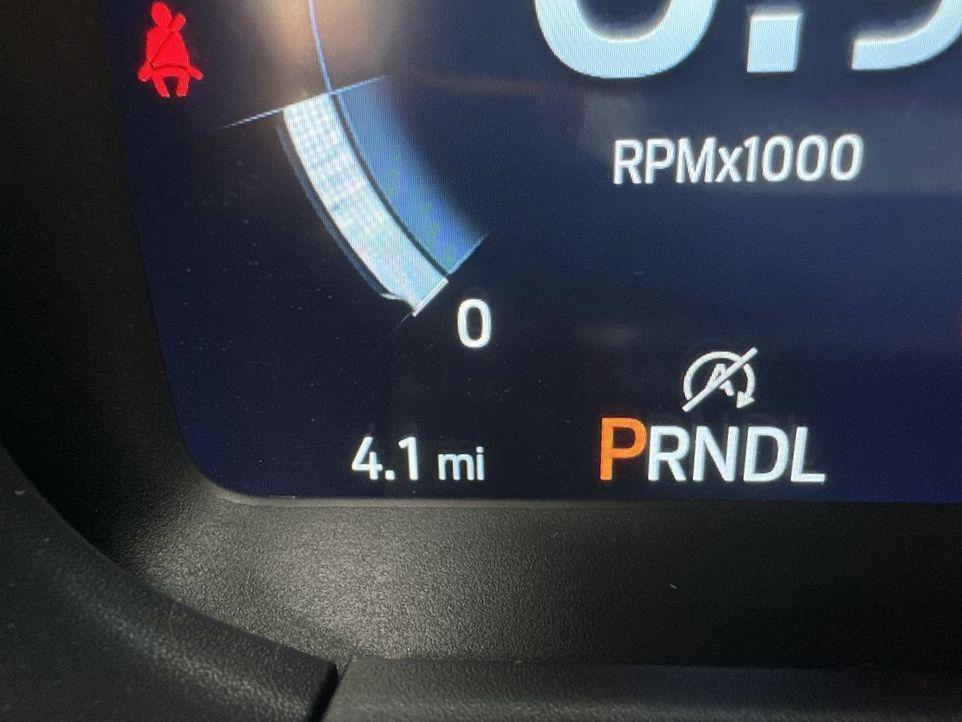 RPMx1000
0
4.1 mi
PRNDL